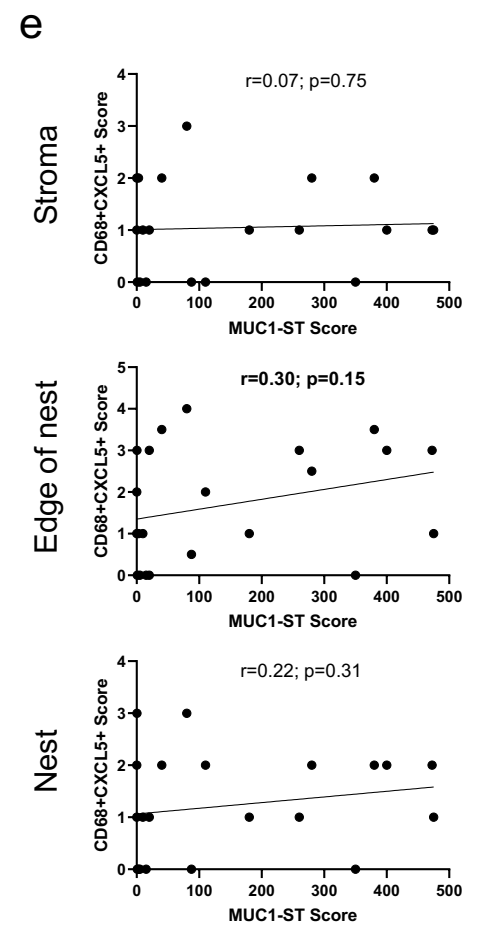 e
Stroma
CD68+CXCL5+ Score
r=0.07; p=0.75
4
3
2
1
0
0 100 200 300 400 500
MUC1-ST Score
Edge of nest
CD68+CXCL5+ Score
r=0.30; p=0.15
5
4
3
2
1
0
0 100 200 300 400 500
MUC1-ST Score
Nest
CD68+CXCL5+ Score
r=0.22; p=0.31
4
3
2
1
0
0 100 200 300 400 500
MUC1-ST Score